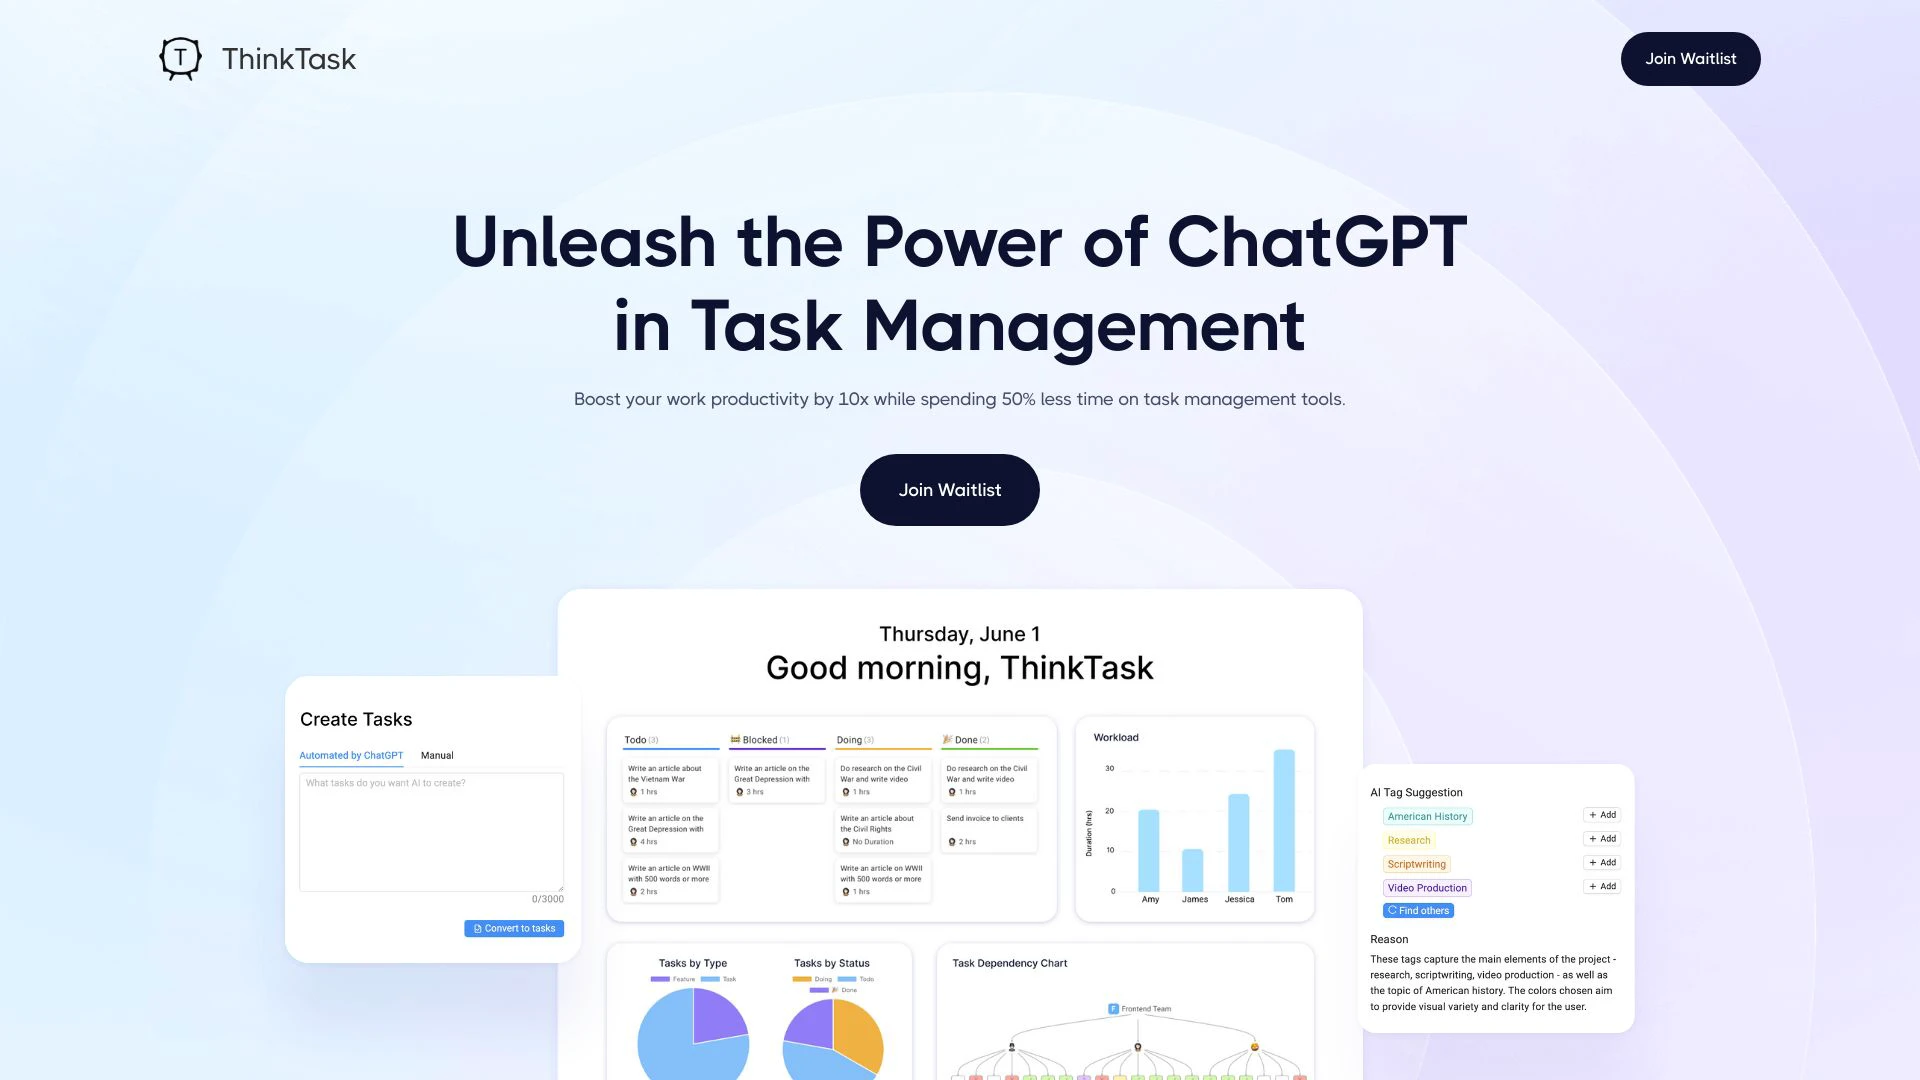 T ThinkTask
Join Waitlist
Unleash the Power of ChatGPT
in Task Management
Boost your work productivity by 10x while spending 50% less time on task management tools.
Join Waitlist
Thursday, June 1
Good morning, ThinkTask
Create Tasks
Automated by ChatGPT Manual
What tasks do you want AI to create?
0/3000
Convert to tasks
Todo (3)
Write an article about
the Vietnam War
1 hrs
Write an article on the
Great Depression with
4 hrs
Write an article on WWII
with 500 words or more
2 hrs
Blocked (1)
Write an article on the
Great Depression with
3 hrs
Doing (3)
Do research on the Civil
War and write video
1 hrs
Write an article about
the Civil Rights
No Duration
Write an article on WWII
with 500 words or more
1 hrs
Done (2)
Do research on the Civil
War and write video
1 hrs
Send invoice to clients
2 hrs
Workload
Duration (hrs)
30
20
10
0
Amy James Jessica Tom
Tasks by Type
Feature Task
Tasks by Status
Doing Todo
Done
Task Dependency Chart
F Frontend Team
AI Tag Suggestion
American History + Add
Research + Add
Scriptwriting + Add
Video Production + Add
Find others
Reason
These tags capture the main elements of the project -
research, scriptwriting, video production - as well as
the topic of American history. The colors chosen aim
to provide visual variety and clarity for the user.